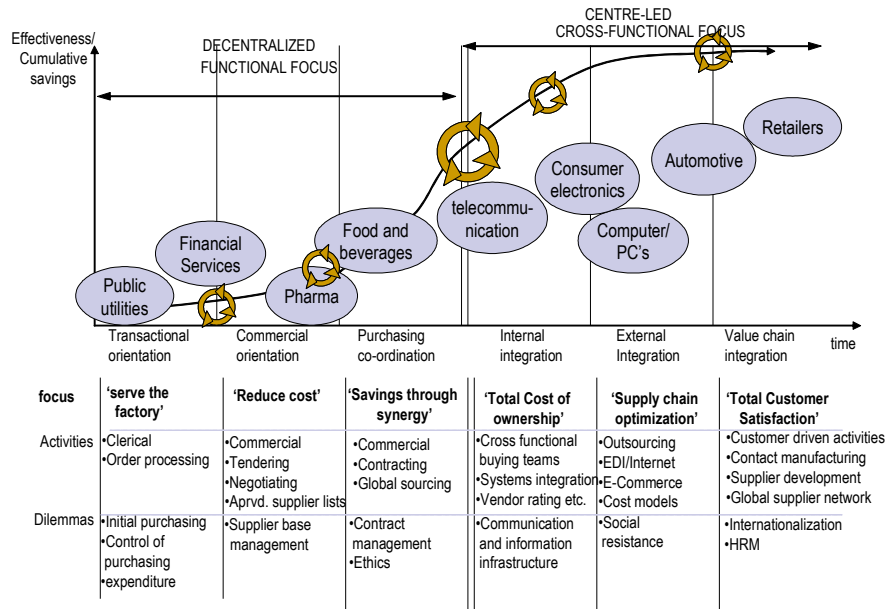 CENTRE-LED
CROSS-FUNCTIONAL FOCUS
Effectiveness/
Cumulative
savings
DECENTRALIZED
FUNCTIONAL FOCUS
Retailers
Automotive
Consumer
electronics
telecommu-
nication
Computer/
PC's
Food and
beverages
Financial
Services
Pharma
Public
utilities
Transactional
orientation
Commercial
orientation
Purchasing
co-ordination
Internal
integration
External
Integration
Value chain
integration
time
focus
‘serve the
factory’
‘Reduce cost’
‘Savings through
synergy’
‘Total Cost of
ownership’
‘Supply chain
optimization’
‘Total Customer
Satisfaction’
Activities
•Clerical
•Order processing
•Commercial
•Tendering
•Negotiating
•Aprvd. supplier lists
•Commercial
•Contracting
•Global sourcing
•Cross functional
buying teams
•Systems integration
•Vendor rating etc.
•Outsourcing
•EDI/Internet
•E-Commerce
•Cost models
•Customer driven activities
•Contact manufacturing
•Supplier development
•Global supplier network
Dilemmas
•Initial purchasing
•Control of
purchasing
•expenditure
•Supplier base
management
•Contract
management
•Ethics
•Communication
and information
infrastructure
•Social
resistance
•Internationalization
•HRM